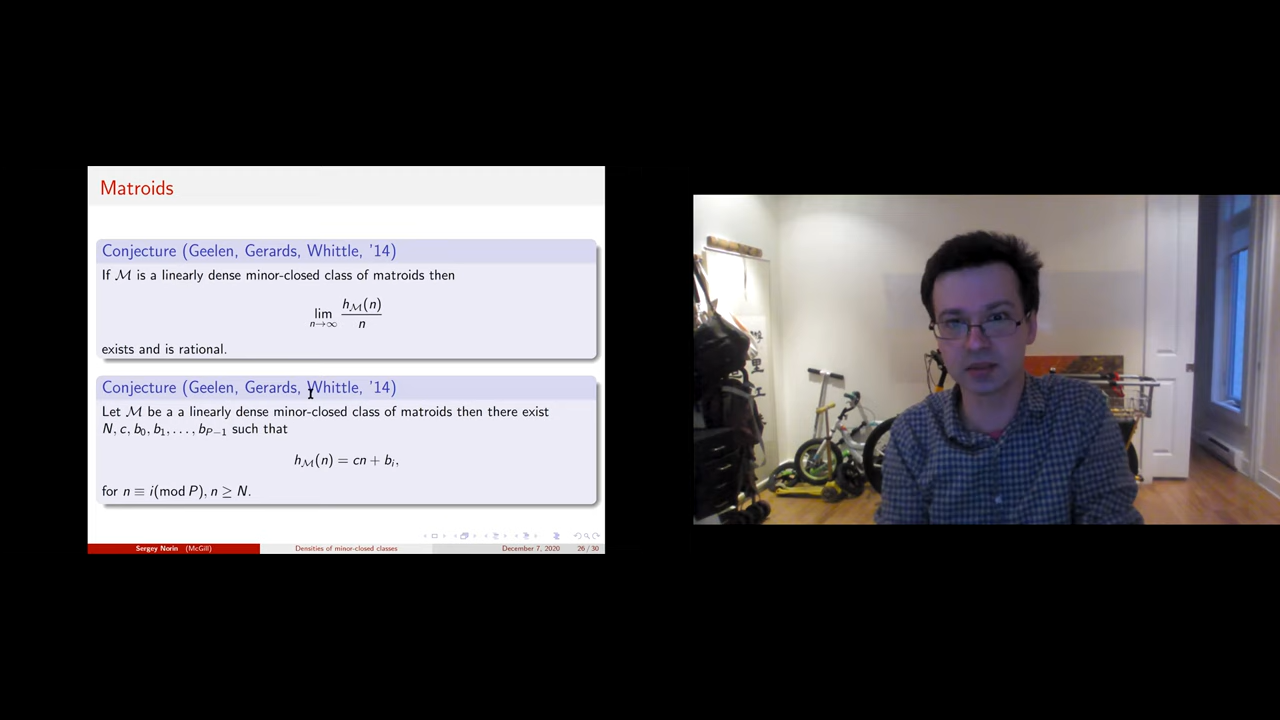 Matroids
Conjecture (Geelen, Gerards, Whittle, '14)
If ℳ is a linearly dense minor-closed class of matroids then
lim n→∞ h_ℳ(n) / n
exists and is rational.
Conjecture (Geelen, Gerards, Whittle, '14)
Let ℳ be a a linearly dense minor-closed class of matroids then there exist
N, c, b₀, b₁, . . . , b_{P−1} such that
h_ℳ(n) = cn + b_i,
for n ≡ i(mod P), n ≥ N.
Sergey Norin (McGill) Densities of minor-closed classes December 7, 2020 26 / 30